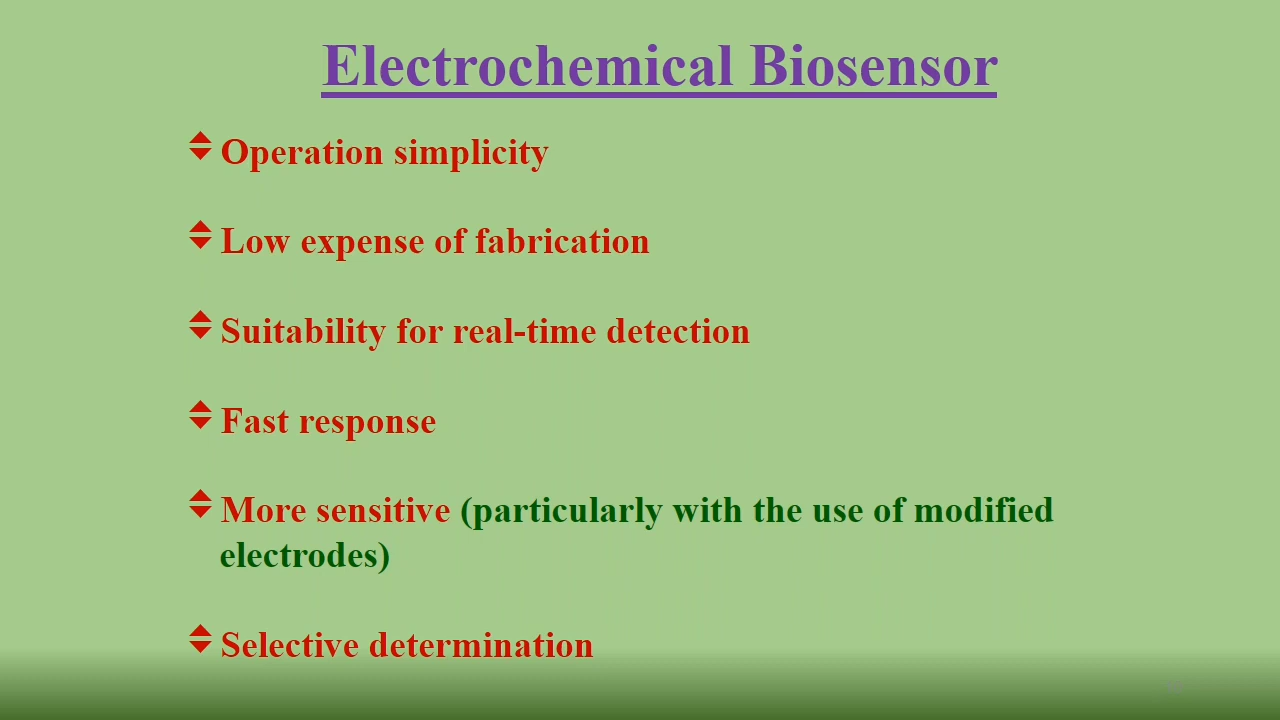 Electrochemical Biosensor
Operation simplicity
Low expense of fabrication
Suitability for real-time detection
Fast response
More sensitive (particularly with the use of modified
electrodes)
Selective determination